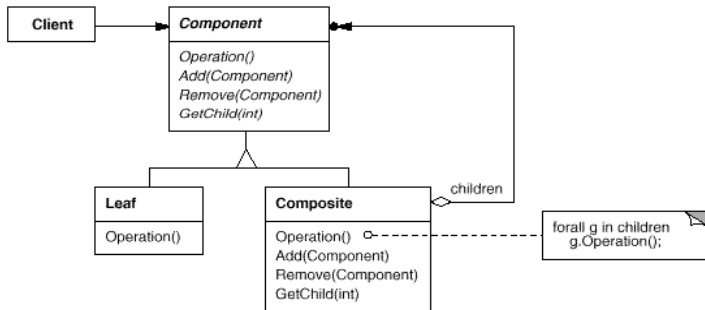 Client
Component
Operation()
Add(Component)
Remove(Component)
GetChild(int)
Leaf
Operation()
Composite
Operation()
Add(Component)
Remove(Component)
GetChild(int)
children
forall g in children
g.Operation();